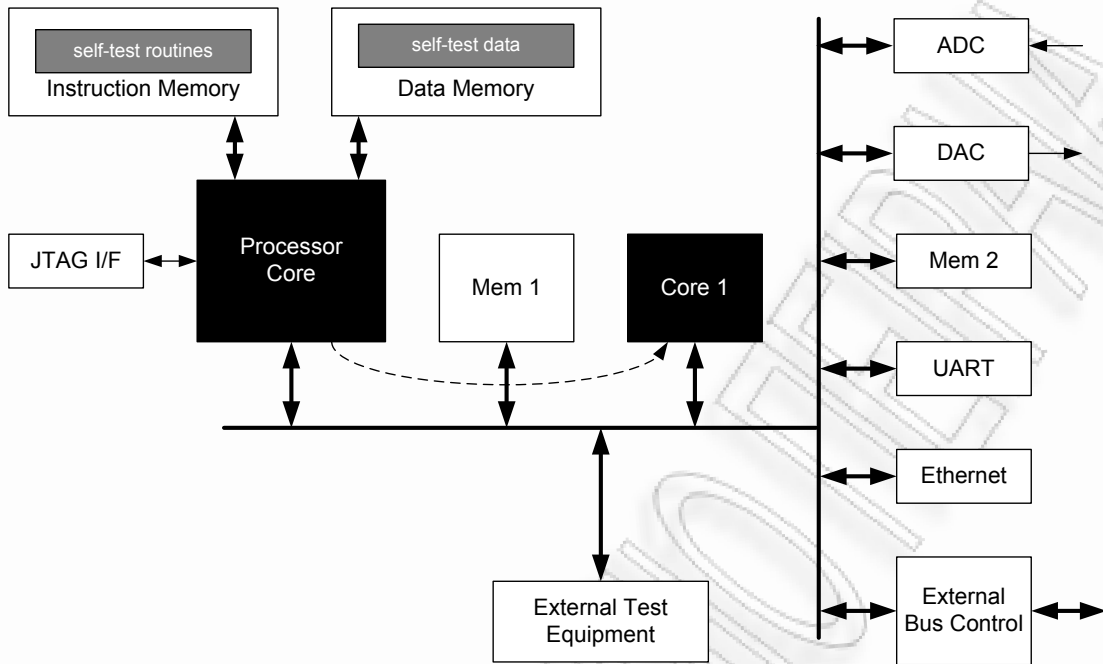 self-test routines
Instruction Memory
self-test data
Data Memory
ADC
DAC
JTAG I/F
Processor
Core
Mem 1
Core 1
Mem 2
UART
Ethernet
External Test
Equipment
External
Bus Control